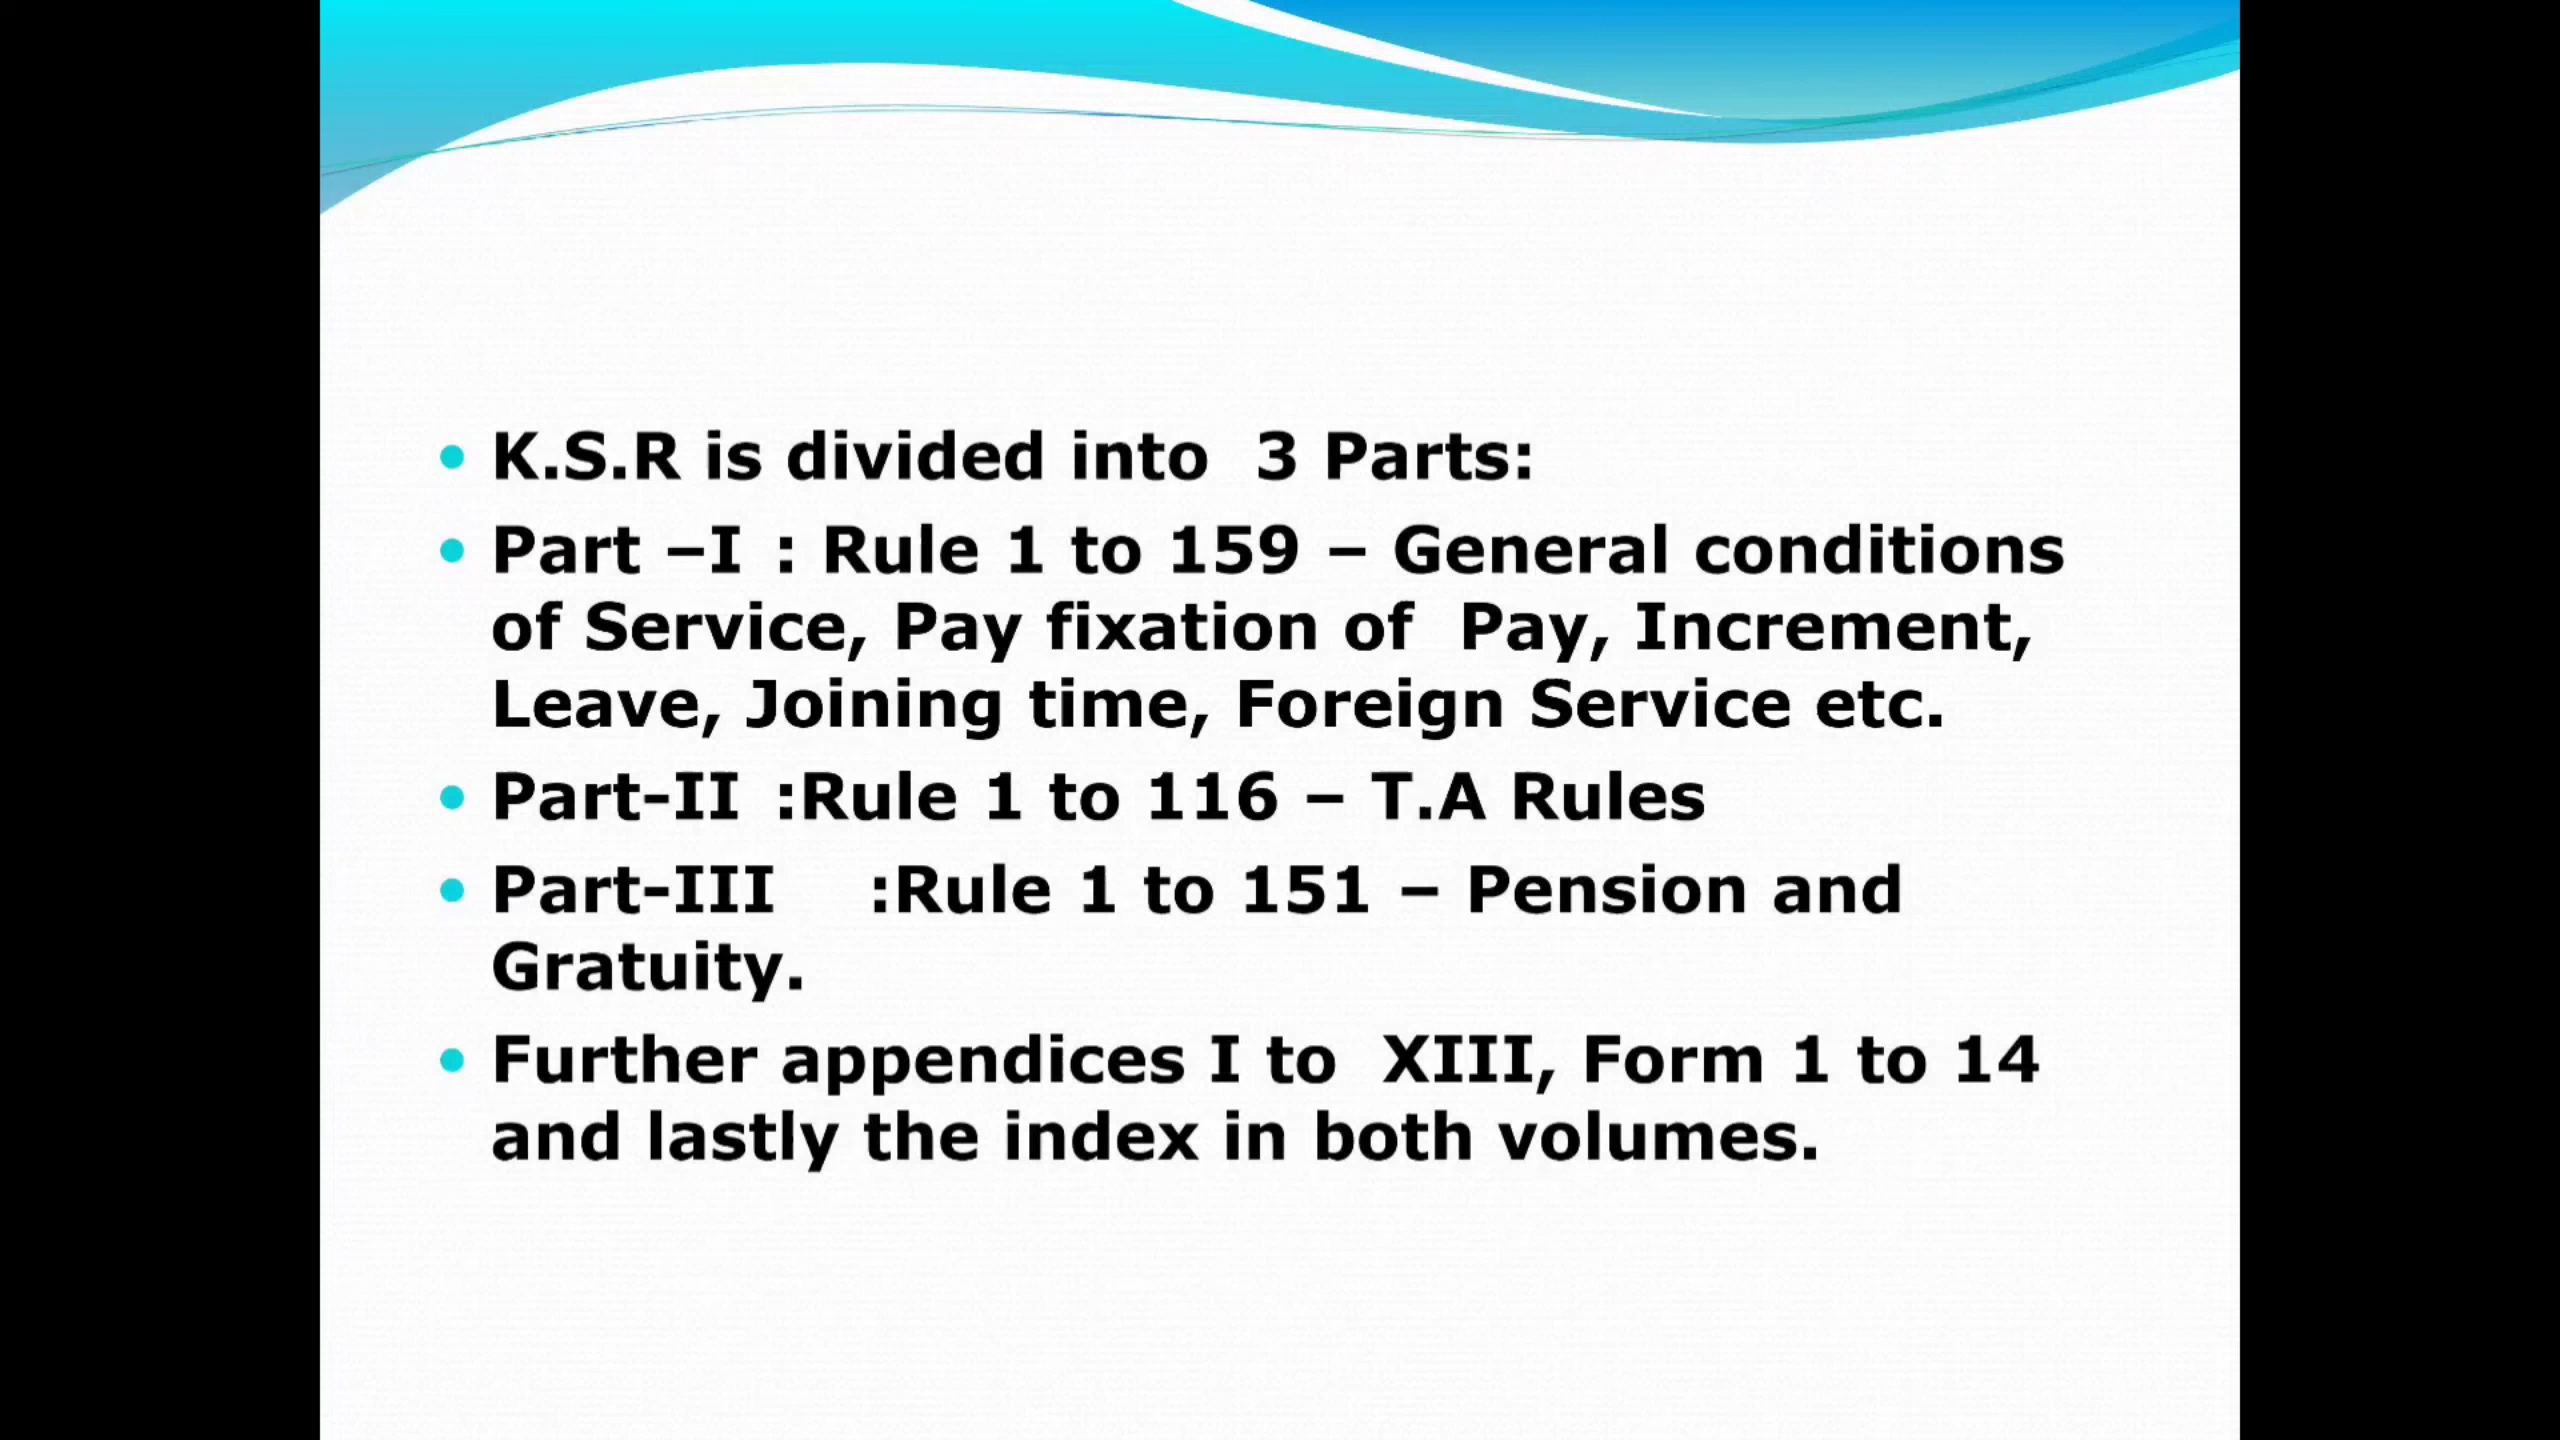 K.S.R is divided into  3 Parts:
Part –I : Rule 1 to 159 – General conditions
of Service, Pay fixation of  Pay, Increment,
Leave, Joining time, Foreign Service etc.
Part-II :Rule 1 to 116 – T.A Rules
Part-III :Rule 1 to 151 – Pension and
Gratuity.
Further appendices I to  XIII, Form 1 to 14
and lastly the index in both volumes.